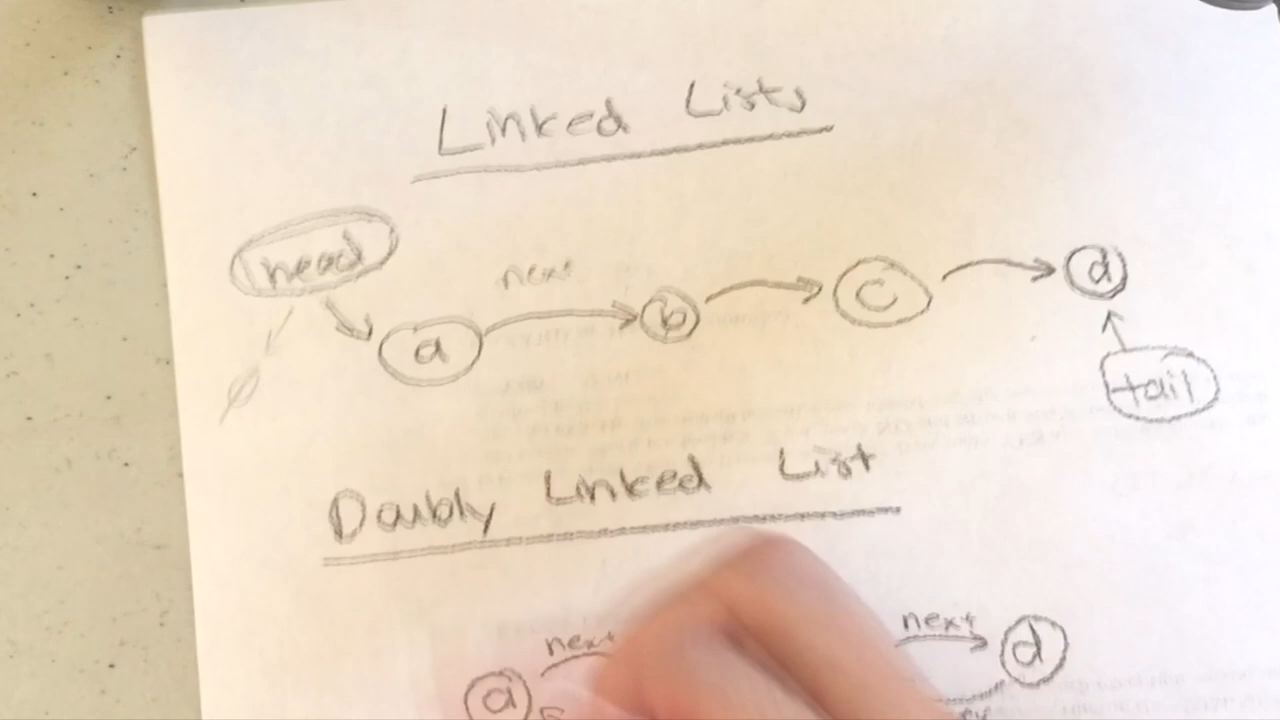 Linked Lists
head
next
a b c d
tail
Doubly Linked List
next next
a d